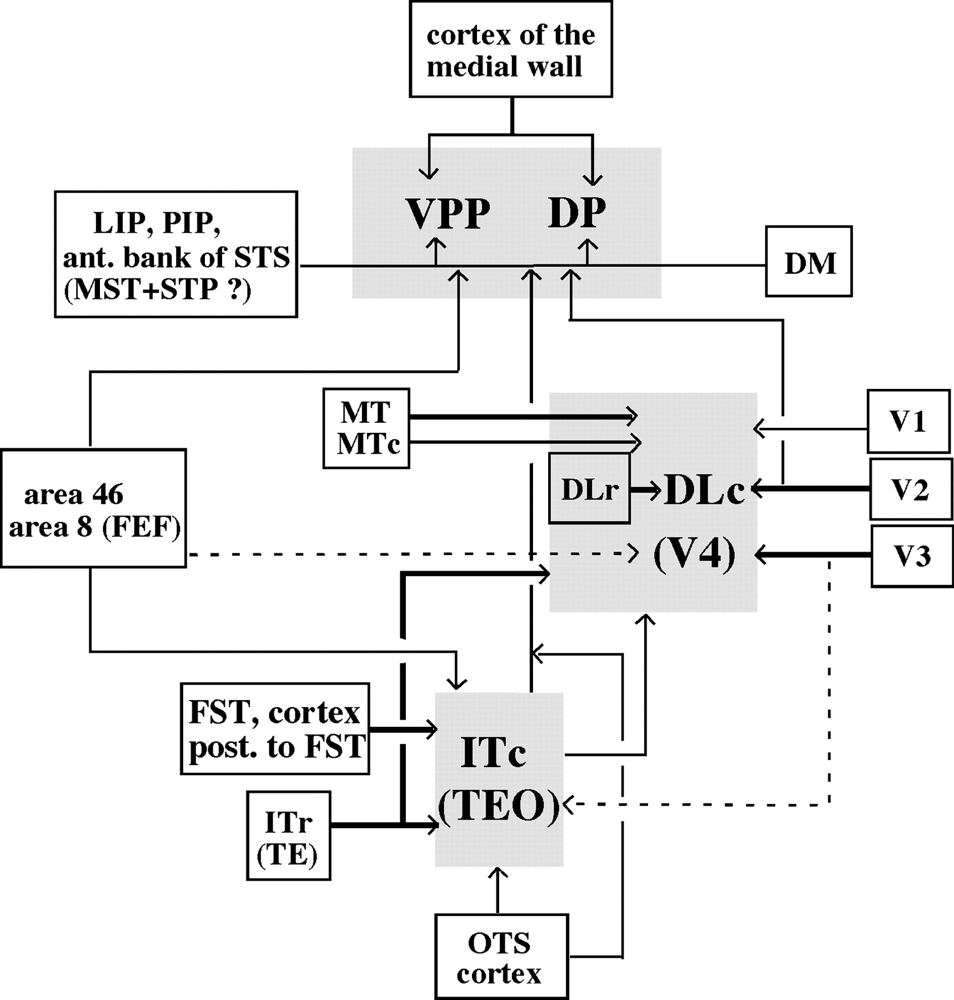 cortex of the
medial wall
VPP
DP
LIP, PIP,
ant. bank of STS
(MST+STP ?)
DM
MT
MTc
V1
DLr
DLc
(V4)
V2
V3
area 46
area 8 (FEF)
FST, cortex
post. to FST
ITc
(TEO)
ITr
(TE)
OTS
cortex